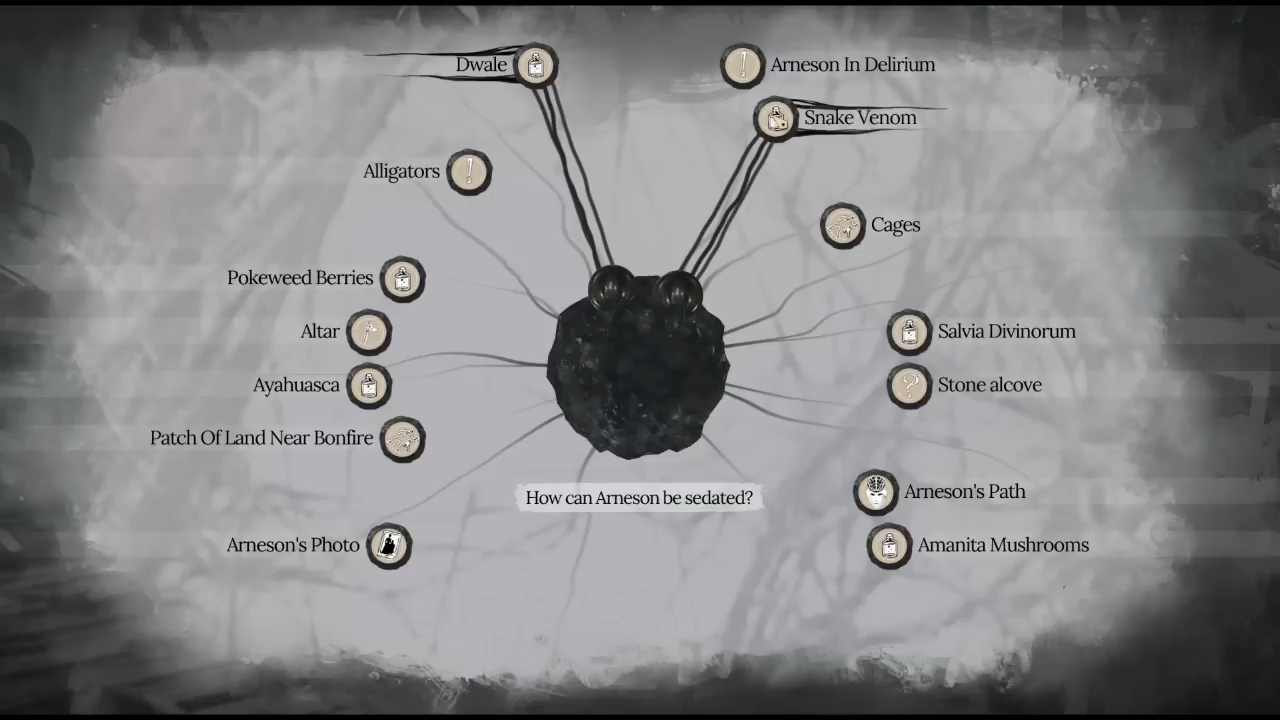 Dwale
Arneson In Delirium
Snake Venom
Alligators
Cages
Pokeweed Berries
Altar
Salvia Divinorum
Ayahuasca
Stone alcove
Patch Of Land Near Bonfire
Arneson's Path
How can Arneson be sedated?
Arneson's Photo
Amanita Mushrooms